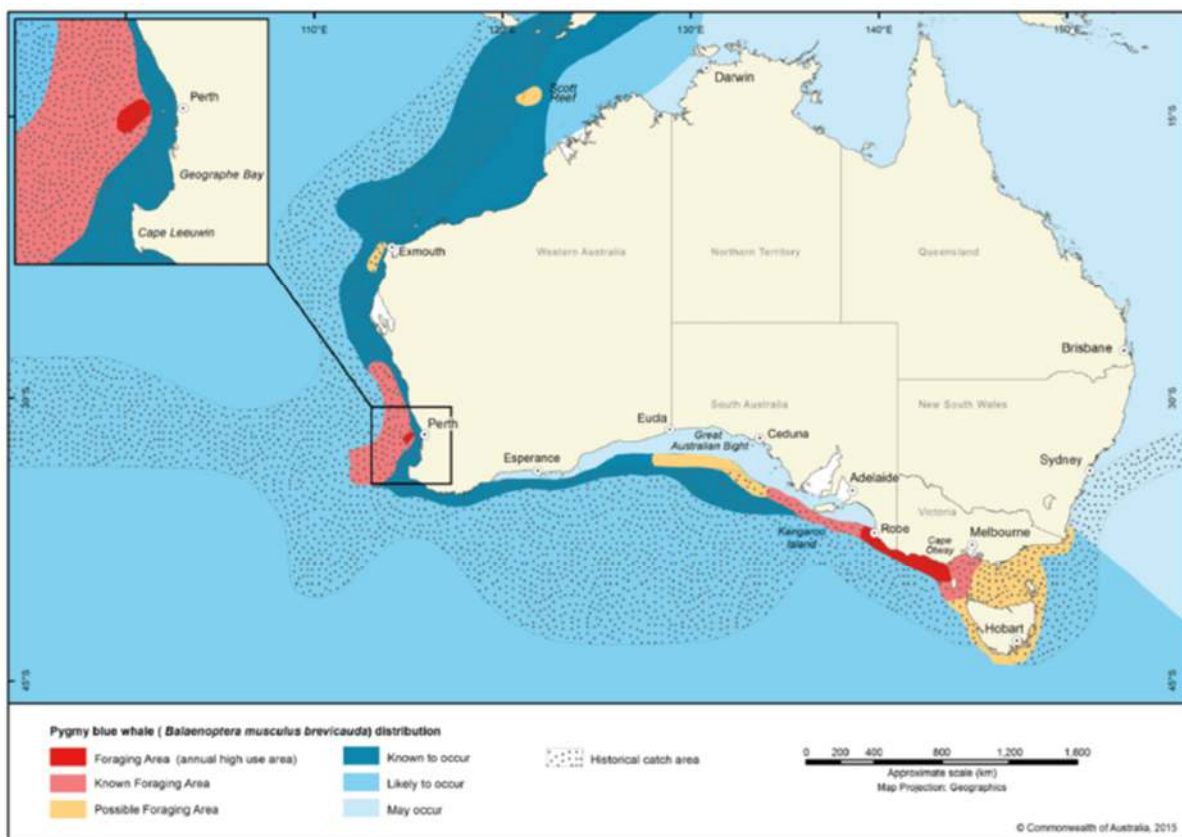 110°E
120°E
130°E
140°E
150°E
Perth
Geographe Bay
Cape Leeuwin
Scott
Reef
Darwin
15°S
Exmouth
Western Australia
Northern Territory
Queensland
Brisbane
30°S
30°S
Perth
Esperance
Eucla
South Australia
Great
Australian Bight
Ceduna
New South Wales
Sydney
Adelaide
Victoria
Kangaroo
Island
Robe
Cape
Otway
Melbourne
Hobart
45°S
45°S
Pygmy blue whale ( Balaenoptera musculus brevicauda) distribution
Foraging Area (annual high use area)
Known to occur
Historical catch area
Known Foraging Area
Likely to occur
Possible Foraging Area
May occur
0 200 400 800 1,200 1,600
Approximate scale (km)
Map Projection: Geographics
© Commonwealth of Australia, 2015